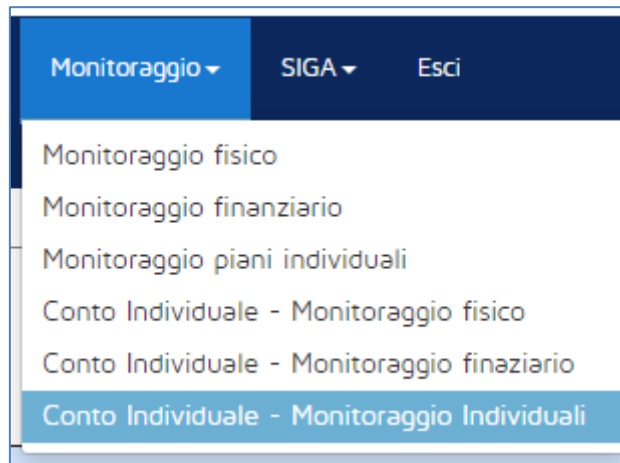 Monitoraggio SIGA Esci
Monitoraggio fisico
Monitoraggio finanziario
Monitoraggio piani individuali
Conto Individuale - Monitoraggio fisico
Conto Individuale - Monitoraggio finaziario
Conto Individuale - Monitoraggio Individuali